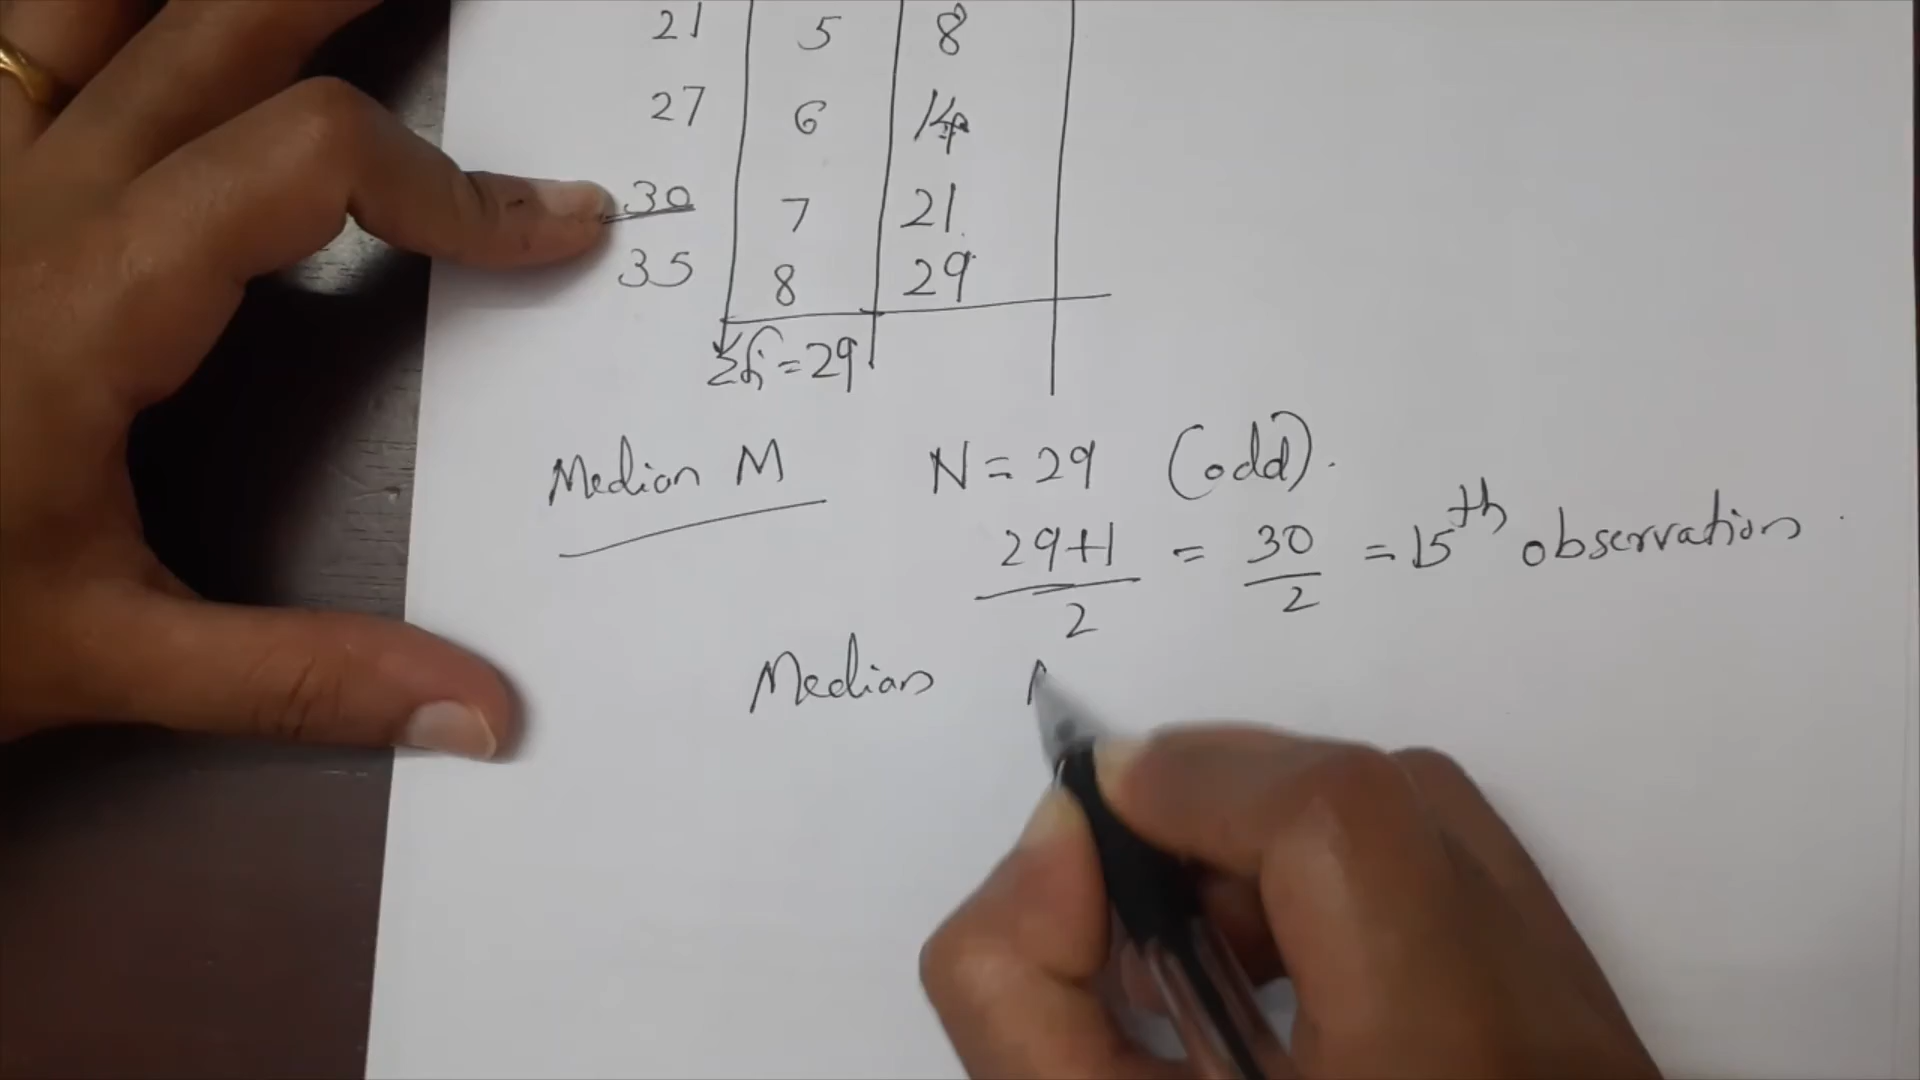 21 5 8
27 6 14
30 7 21
35 8 29
Σfi = 29
Median M N = 29 (odd).
29+1/2 = 30/2 = 15th observation.
Median